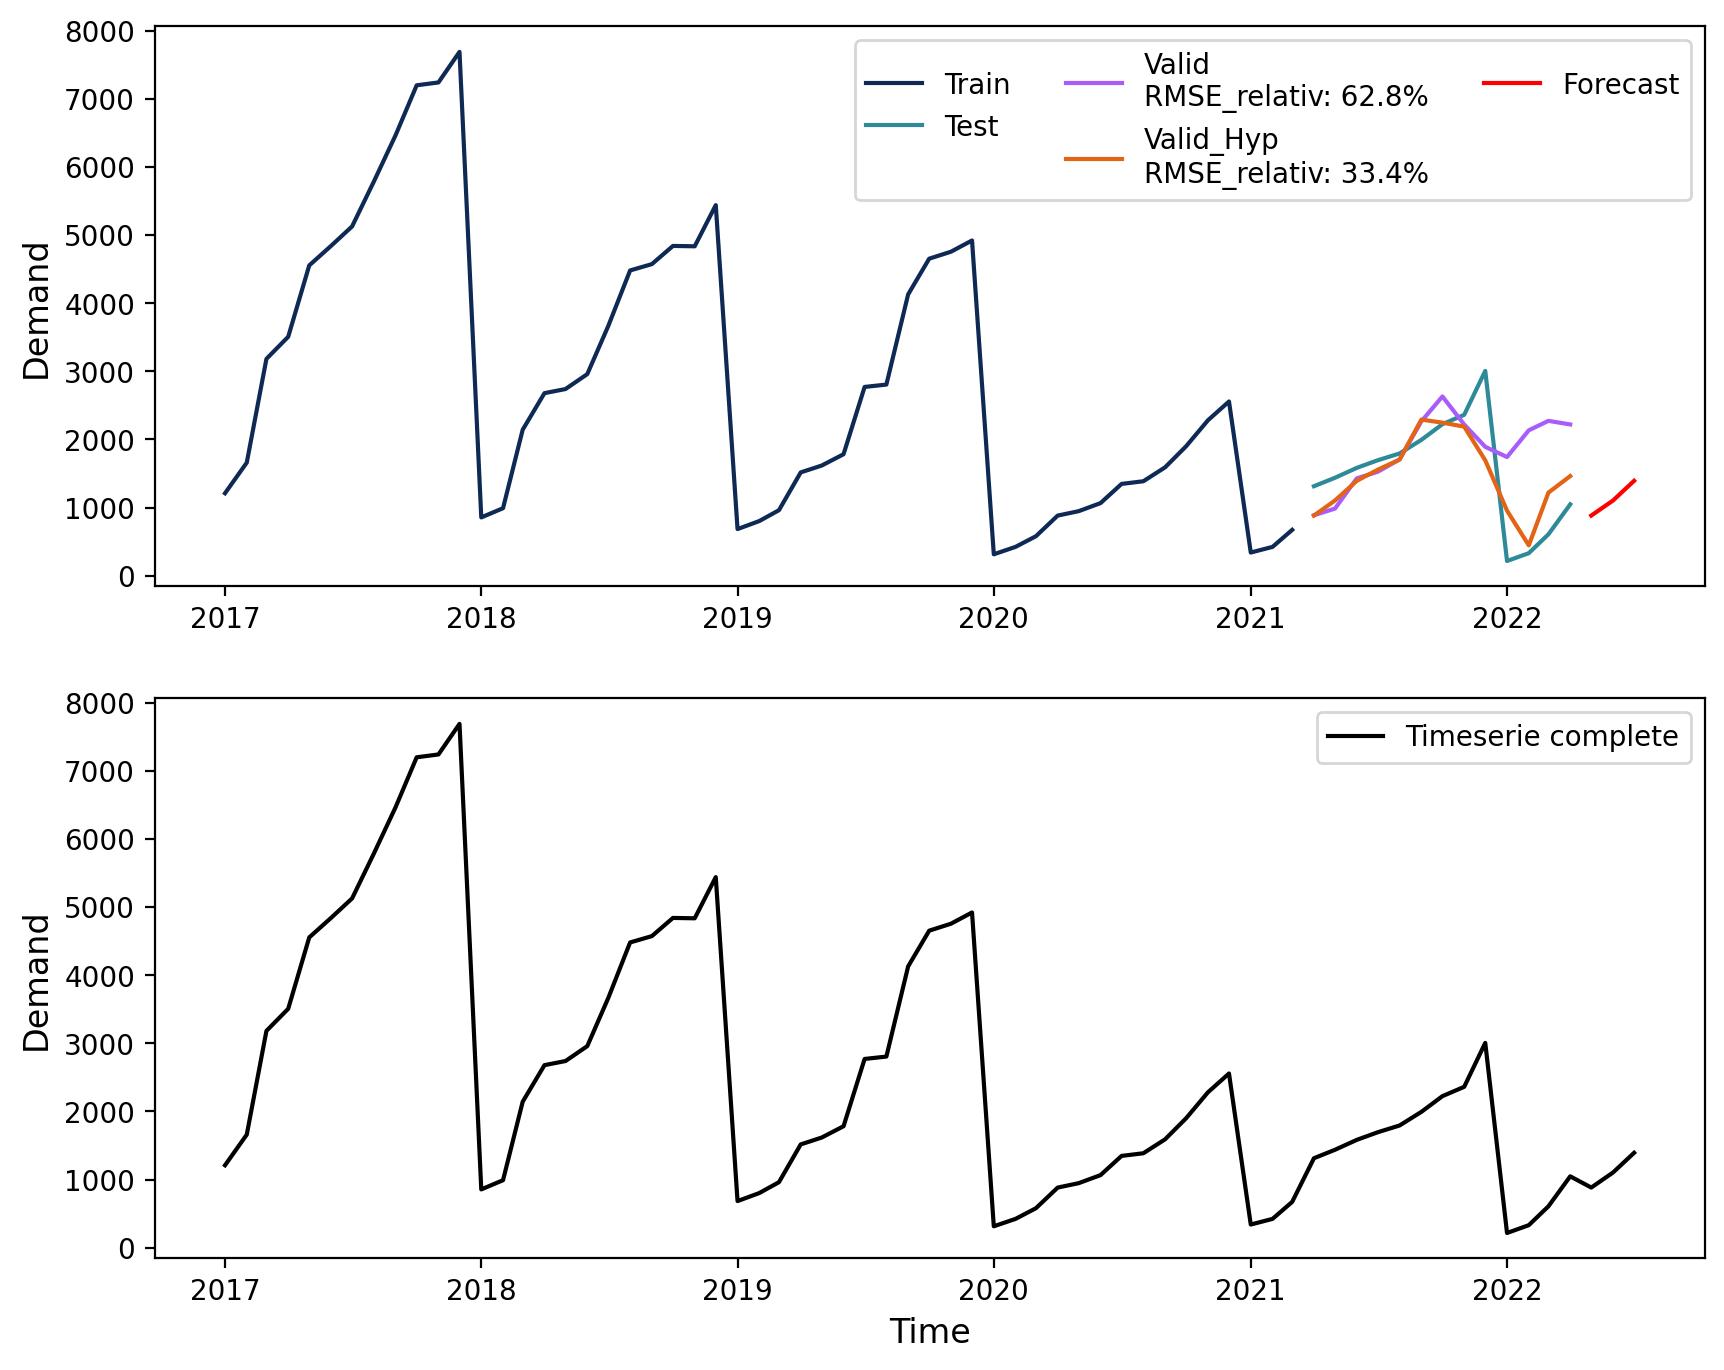 8000
7000
6000
5000
4000
3000
2000
1000
0
Demand
Train
Test
Valid
RMSE_relativ: 62.8%
Valid_Hyp
RMSE_relativ: 33.4%
Forecast
2017 2018 2019 2020 2021 2022
8000
7000
6000
5000
4000
3000
2000
1000
0
Demand
Timeserie complete
2017 2018 2019 2020 2021 2022
Time